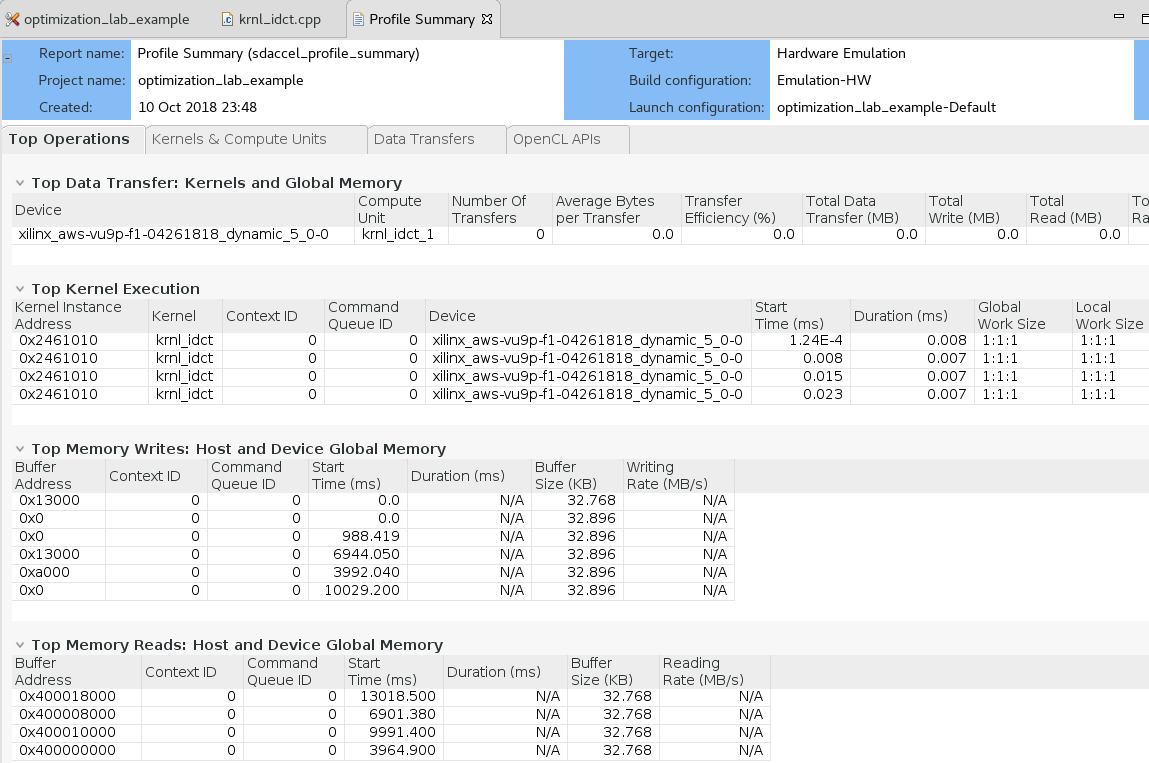 optimization_lab_example krnl_idct.cpp Profile Summary
Report name: Profile Summary (sdaccel_profile_summary) Target: Hardware Emulation
Project name: optimization_lab_example Build configuration: Emulation-HW
Created: 10 Oct 2018 23:48 Launch configuration: optimization_lab_example-Default
Top Operations Kernels & Compute Units Data Transfers OpenCL APIs
Top Data Transfer: Kernels and Global Memory
Device Compute Unit Number Of Transfers Average Bytes per Transfer Transfer Efficiency (%) Total Data Transfer (MB) Total Write (MB) Total Read (MB) To Ra
xilinx_aws-vu9p-f1-04261818_dynamic_5_0-0 krnl_idct_1 0 0.0 0.0 0.0 0.0 0.0
Top Kernel Execution
Kernel Instance Address Kernel Context ID Command Queue ID Device Start Time (ms) Duration (ms) Global Work Size Local Work Size
0x2461010 krnl_idct 0 0 xilinx_aws-vu9p-f1-04261818_dynamic_5_0-0 1.24E-4 0.008 1:1:1 1:1:1
0x2461010 krnl_idct 0 0 xilinx_aws-vu9p-f1-04261818_dynamic_5_0-0 0.008 0.007 1:1:1 1:1:1
0x2461010 krnl_idct 0 0 xilinx_aws-vu9p-f1-04261818_dynamic_5_0-0 0.015 0.007 1:1:1 1:1:1
0x2461010 krnl_idct 0 0 xilinx_aws-vu9p-f1-04261818_dynamic_5_0-0 0.023 0.007 1:1:1 1:1:1
Top Memory Writes: Host and Device Global Memory
Buffer Address Context ID Command Queue ID Start Time (ms) Duration (ms) Buffer Size (KB) Writing Rate (MB/s)
0x13000 0 0 0.0 N/A 32.768 N/A
0x0 0 0 0.0 N/A 32.896 N/A
0x0 0 0 988.419 N/A 32.896 N/A
0x13000 0 0 6944.050 N/A 32.896 N/A
0xa000 0 0 3992.040 N/A 32.896 N/A
0x0 0 0 10029.200 N/A 32.896 N/A
Top Memory Reads: Host and Device Global Memory
Buffer Address Context ID Command Queue ID Start Time (ms) Duration (ms) Buffer Size (KB) Reading Rate (MB/s)
0x400018000 0 0 13018.500 N/A 32.768 N/A
0x400008000 0 0 6901.380 N/A 32.768 N/A
0x400010000 0 0 9991.400 N/A 32.768 N/A
0x400000000 0 0 3964.900 N/A 32.768 N/A